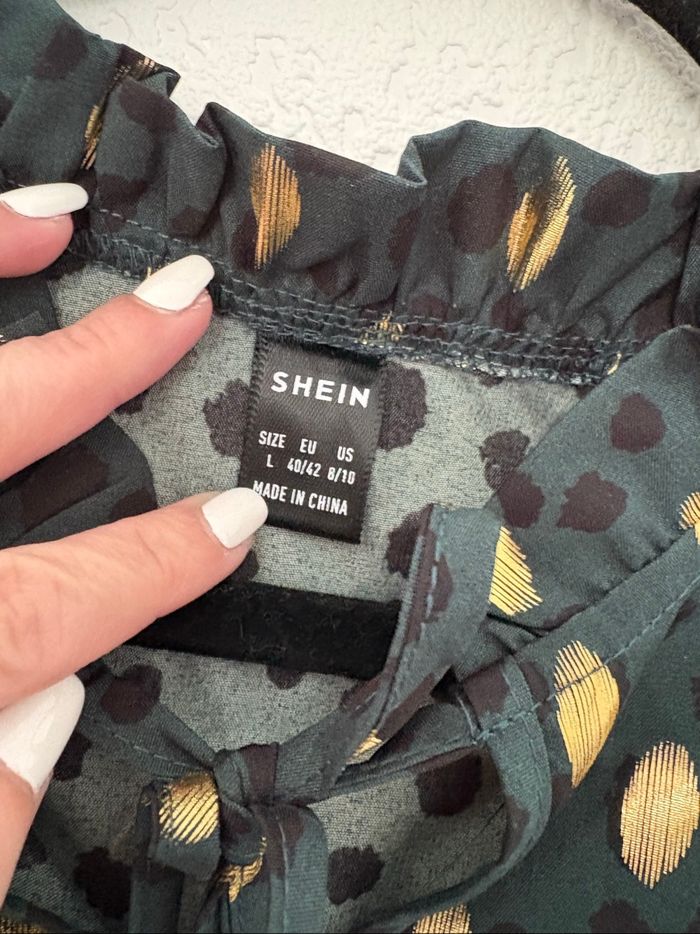 SHEIN
SIZE EU US
L 40/42 8/10
MADE IN CHINA